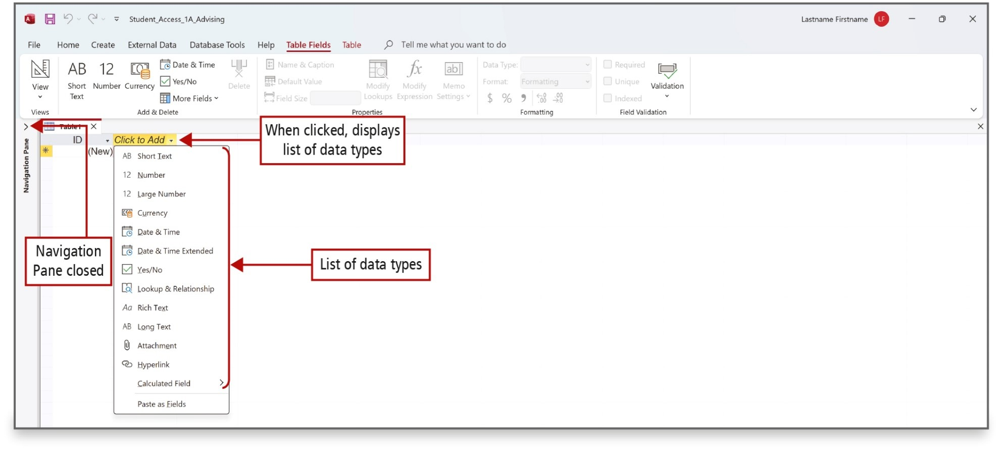 Student_Access_1A_Advising
Lastname Firstname LF
File Home Create External Data Database Tools Help Table Fields Table Tell me what you want to do
View
Views
AB
Short
Text
12
Number
Currency
Date & Time
Yes/No
More Fields
Delete
Add & Delete
Name & Caption
Default Value
Field Size
Modify
Lookups
fx
Modify
Expression
ab
Memo
Settings
Properties
Data Type:
Format: Formatting
$ % , .00 .00
Formatting
Required
Unique
Indexed
Validation
Field Validation
Navigation Pane
Table1
ID Click to Add
(New)
AB Short Text
12 Number
12 Large Number
Currency
Date & Time
Date & Time Extended
Yes/No
Lookup & Relationship
Aa Rich Text
AB Long Text
Attachment
Hyperlink
Calculated Field
Paste as Fields
When clicked, displays
list of data types
List of data types
Navigation
Pane closed